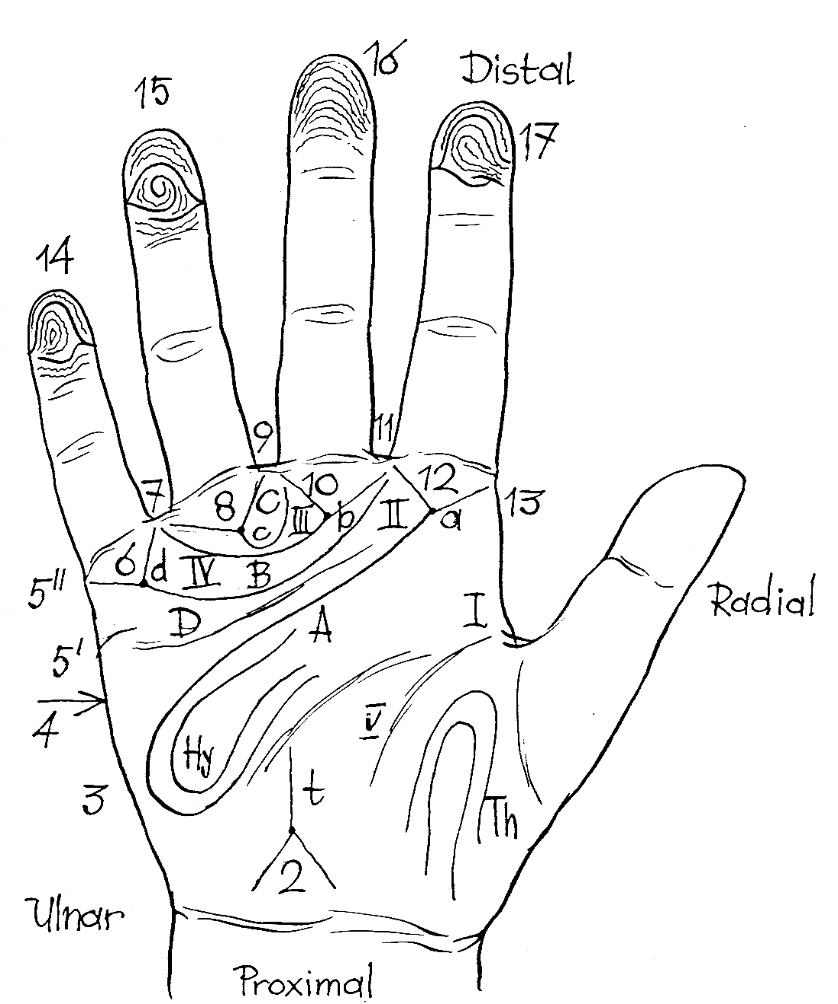 16
Distal
15
17
14
9
11
7
8
C
10
12
13
c
III
b
II
a
6
d
IV
B
5"
D
A
I
Radial
5'
4
Hy
V
3
t
Th
2
Ulnar
Proximal